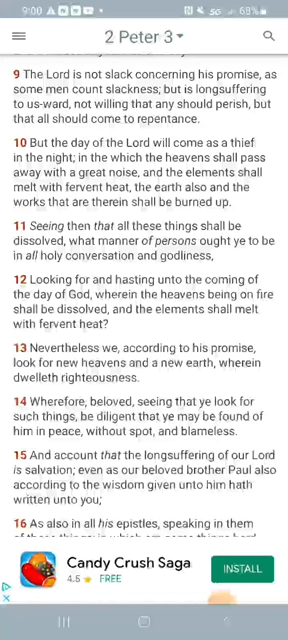 9:00
5G 68%
2 Peter 3
9 The Lord is not slack concerning his promise, as
some men count slackness; but is longsuffering
to us-ward, not willing that any should perish, but
that all should come to repentance.
10 But the day of the Lord will come as a thief
in the night; in the which the heavens shall pass
away with a great noise, and the elements shall
melt with fervent heat, the earth also and the
works that are therein shall be burned up.
11 Seeing then that all these things shall be
dissolved, what manner of persons ought ye to be
in all holy conversation and godliness,
12 Looking for and hasting unto the coming of
the day of God, wherein the heavens being on fire
shall be dissolved, and the elements shall melt
with fervent heat?
13 Nevertheless we, according to his promise,
look for new heavens and a new earth, wherein
dwelleth righteousness.
14 Wherefore, beloved, seeing that ye look for
such things, be diligent that ye may be found of
him in peace, without spot, and blameless.
15 And account that the longsuffering of our Lord
is salvation; even as our beloved brother Paul also
according to the wisdom given unto him hath
written unto you;
16 As also in all his epistles, speaking in them
Candy Crush Saga
4.5 FREE
INSTALL